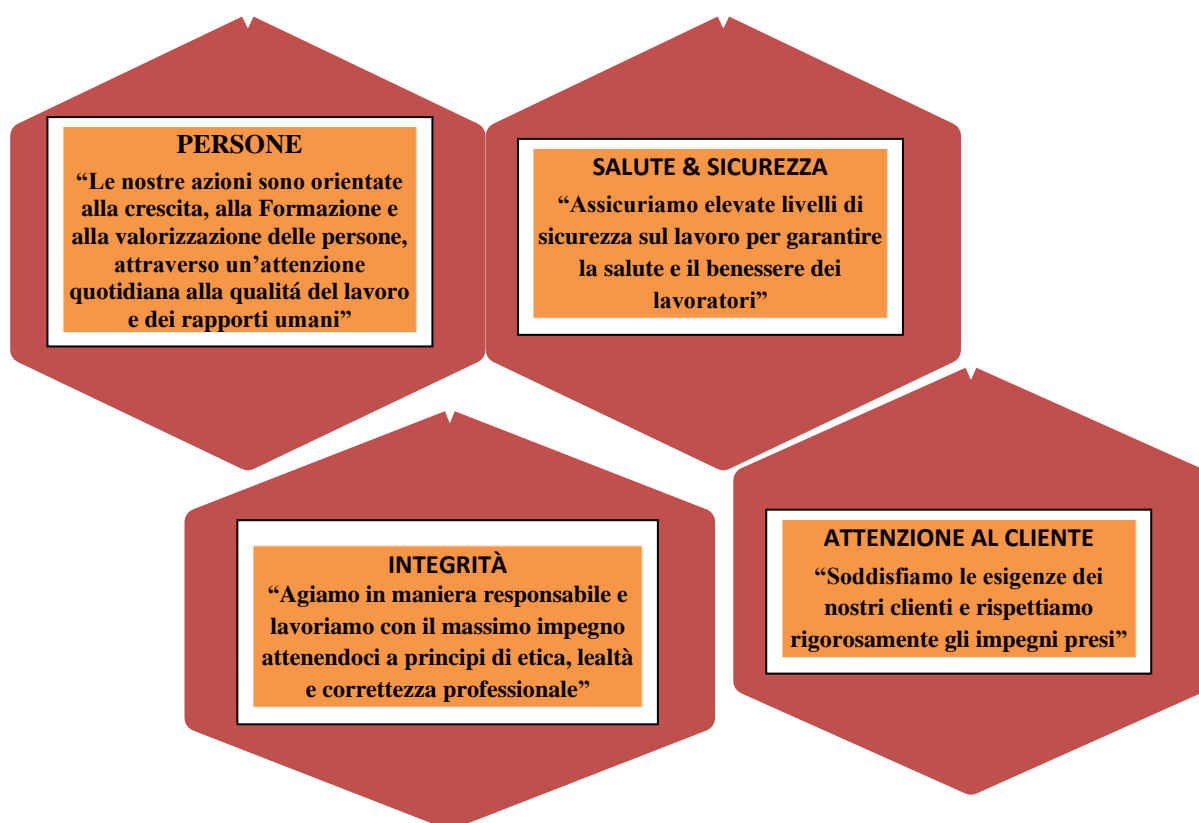 PERSONE
“Le nostre azioni sono orientate
alla crescita, alla Formazione e
alla valorizzazione delle persone,
attraverso un’attenzione
quotidiana alla qualitá del lavoro
e dei rapporti umani”
SALUTE & SICUREZZA
“Assicuriamo elevate livelli di
sicurezza sul lavoro per garantire
la salute e il benessere dei
lavoratori”
INTEGRITÀ
“Agiamo in maniera responsabile e
lavoriamo con il massimo impegno
attenendoci a principi di etica, lealtà
e correttezza professionale”
ATTENZIONE AL CLIENTE
“Soddisfiamo le esigenze dei
nostri clienti e rispettiamo
rigorosamente gli impegni presi”